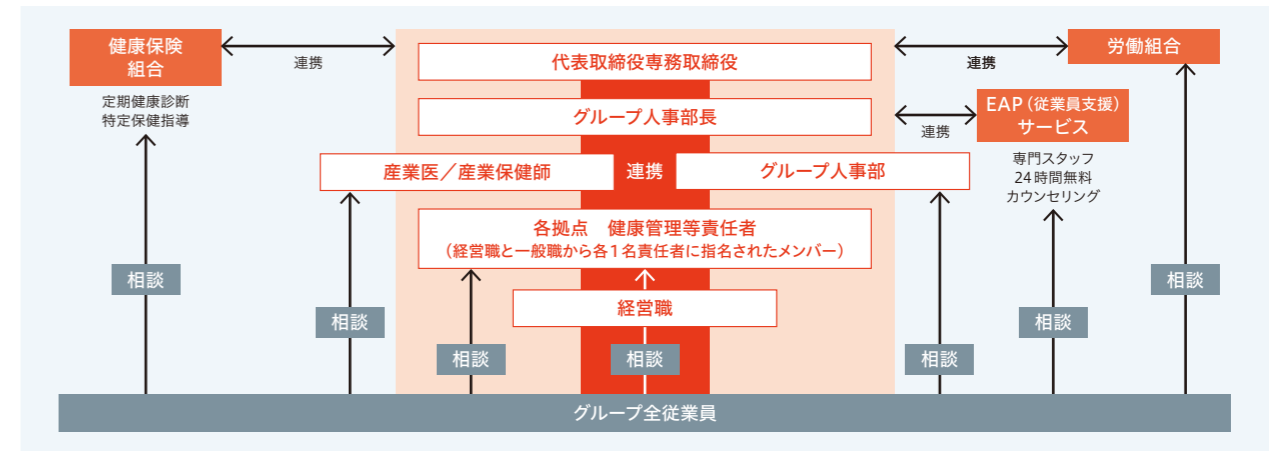 健康保険
組合
連携
代表取締役専務取締役
連携
労働組合
定期健康診断
特定保健指導
グループ人事部長
連携
EAP（従業員支援）
サービス
産業医／産業保健師
連携
グループ人事部
専門スタッフ
24時間無料
カウンセリング
各拠点　健康管理等責任者
（経営職と一般職から各1名責任者に指名されたメンバー）
経営職
相談
相談
相談
相談
相談
相談
相談
グループ全従業員